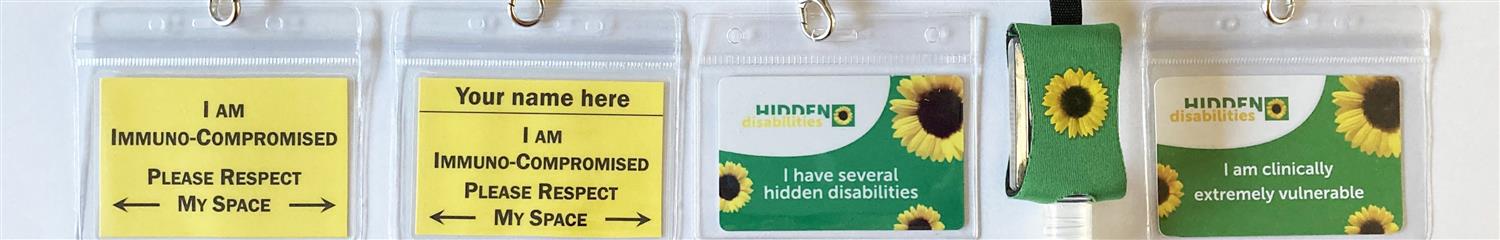 I AM
IMMUNO-COMPROMISED
PLEASE RESPECT
MY SPACE
Your name here
I AM
IMMUNO-COMPROMISED
PLEASE RESPECT
MY SPACE
HIDDEN
disabilities
I have several
hidden disabilities
HIDDEN
disabilities
I am clinically
extremely vulnerable